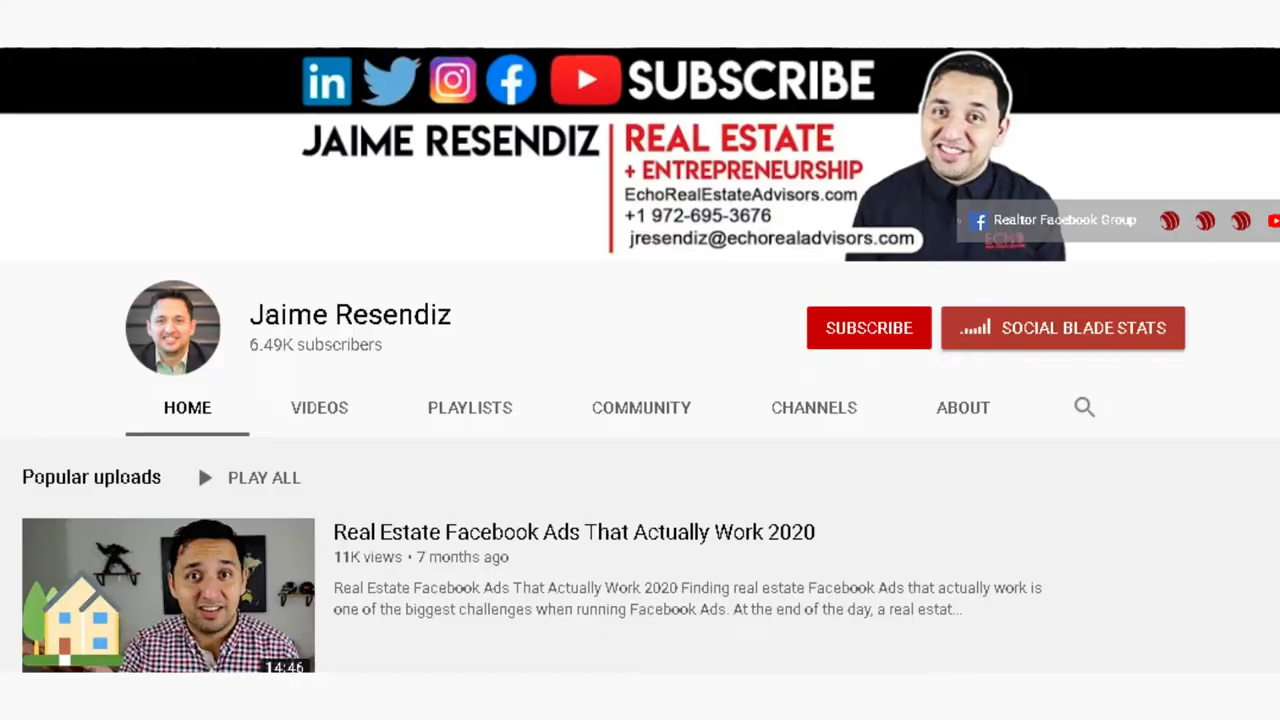 in SUBSCRIBE
JAIME RESENDIZ
REAL ESTATE
+ ENTREPRENEURSHIP
EchoRealEstateAdvisors.com
+1 972-695-3676
jresendiz@echorealadvisors.com
ECHO
Realtor Facebook Group
Jaime Resendiz
6.49K subscribers
SUBSCRIBE
SOCIAL BLADE STATS
HOME VIDEOS PLAYLISTS COMMUNITY CHANNELS ABOUT
Popular uploads PLAY ALL
Real Estate Facebook Ads That Actually Work 2020
11K views • 7 months ago
Real Estate Facebook Ads That Actually Work 2020 Finding real estate Facebook Ads that actually work is
one of the biggest challenges when running Facebook Ads. At the end of the day, a real estat...
14:46